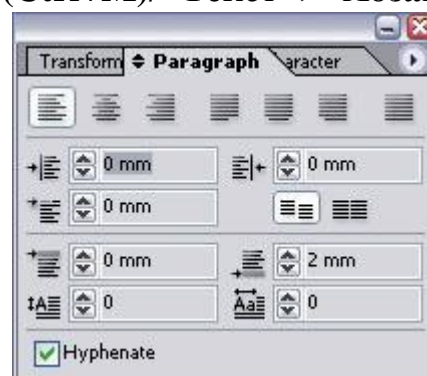 Transform Paragraph aracter
0 mm 0 mm
0 mm
0 mm 2 mm
0 0
Hyphenate